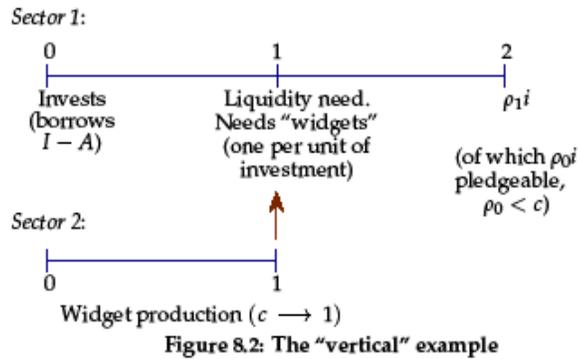 Sector 1:
0 1 2
Invests
(borrows
I − A)
Liquidity need.
Needs “widgets”
(one per unit of
investment)
ρ₁i
(of which ρ₀i
pledgeable,
ρ₀ < c)
Sector 2:
0 1
Widget production (c ⟶ 1)
Figure 8.2: The “vertical” example